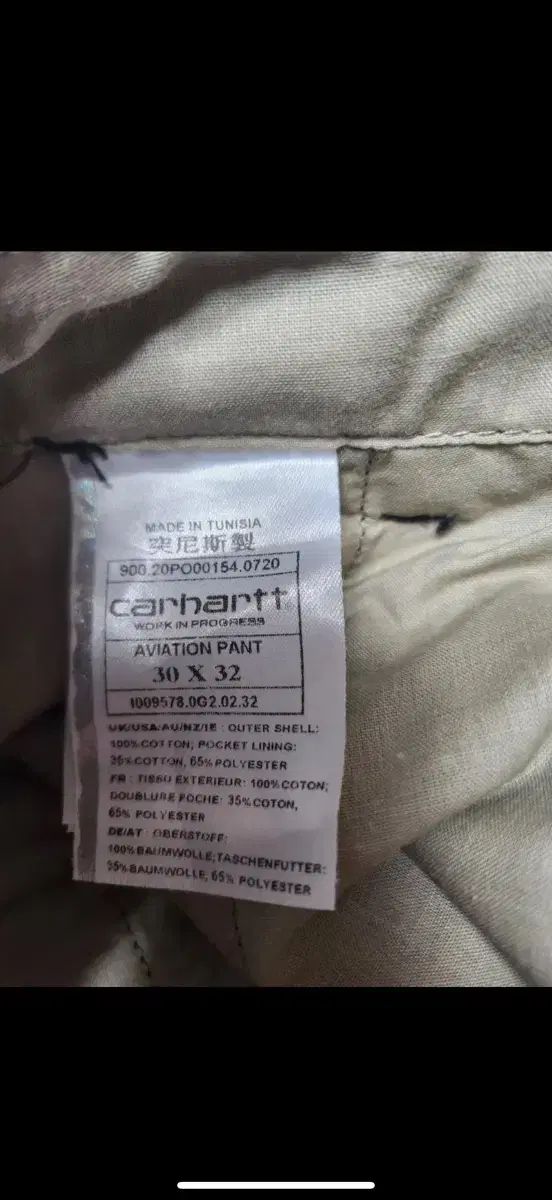 MADE IN TUNISIA
突尼斯製
900.20PO00154.0720
carhartt
WORK IN PROGRESS
AVIATION PANT
30 X 32
I009578.0G2.02.32
UK/USA/AU/NZ/IE : OUTER SHELL:
100% COTTON; POCKET LINING:
35% COTTON, 65% POLYESTER
FR : TISSU EXTERIEUR: 100% COTON;
DOUBLURE POCHE: 35% COTON,
65% POLYESTER
DE/AT : OBERSTOFF:
100% BAUMWOLLE; TASCHENFUTTER:
35% BAUMWOLLE, 65% POLYESTER